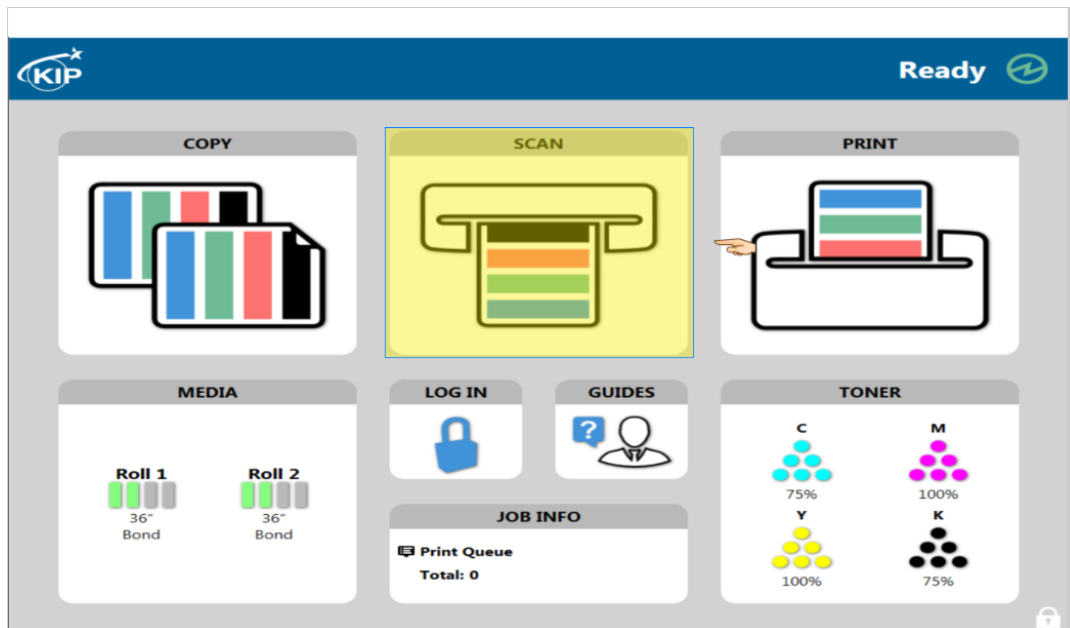 KIP
Ready
COPY
SCAN
PRINT
MEDIA
Roll 1
36″
Bond
Roll 2
36″
Bond
LOG IN
GUIDES
?
JOB INFO
Print Queue
Total: 0
TONER
C
75%
M
100%
Y
100%
K
75%